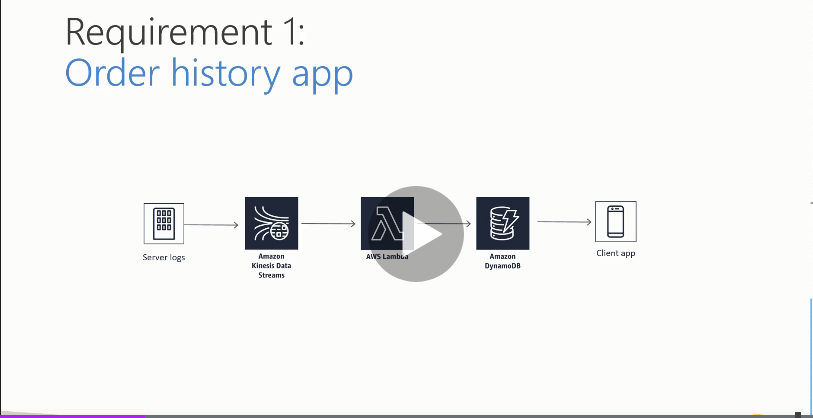 Requirement 1:
Order history app
Server logs
Amazon
Kinesis Data
Streams
AWS Lambda
Amazon
DynamoDB
Client app